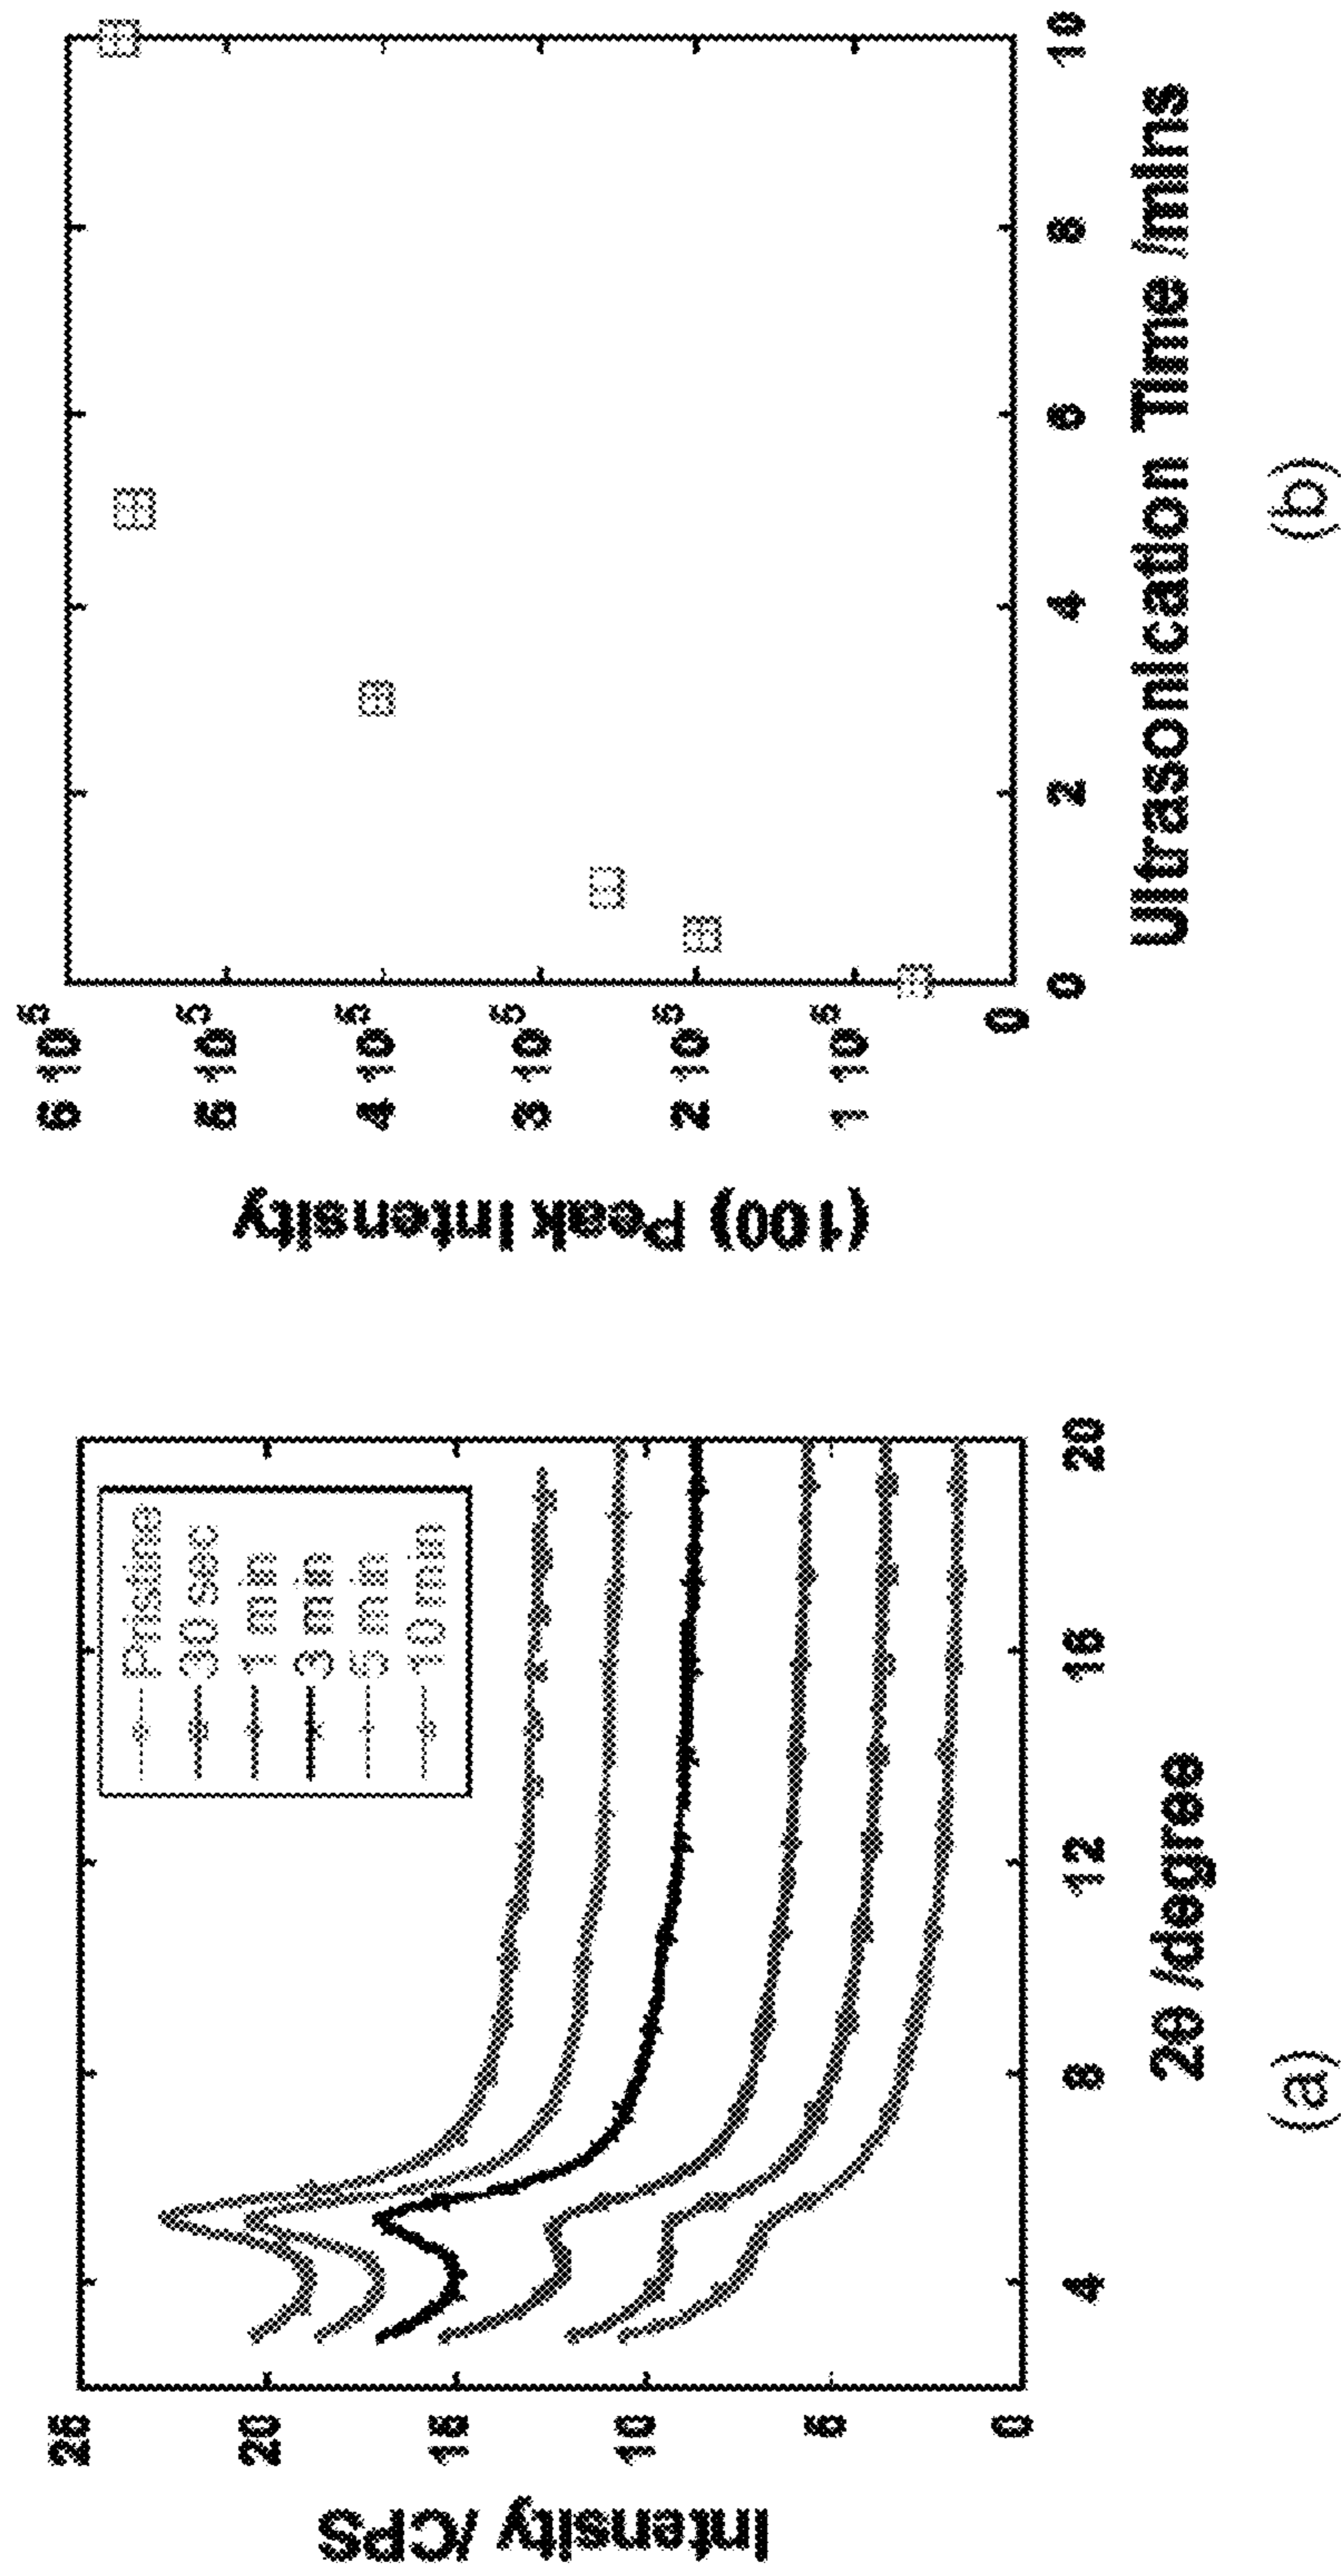 Intensity /CPS
25
20
15
10
5
0
4
8
12
16
20
2θ /degree
Pristine
30 sec
1 min
3 min
5 min
10 min
(a)
(100) Peak Intensity
6 10⁵
5 10⁵
4 10⁵
3 10⁵
2 10⁵
1 10⁵
0
0
2
4
6
8
10
Ultrasonication Time /mins
(b)